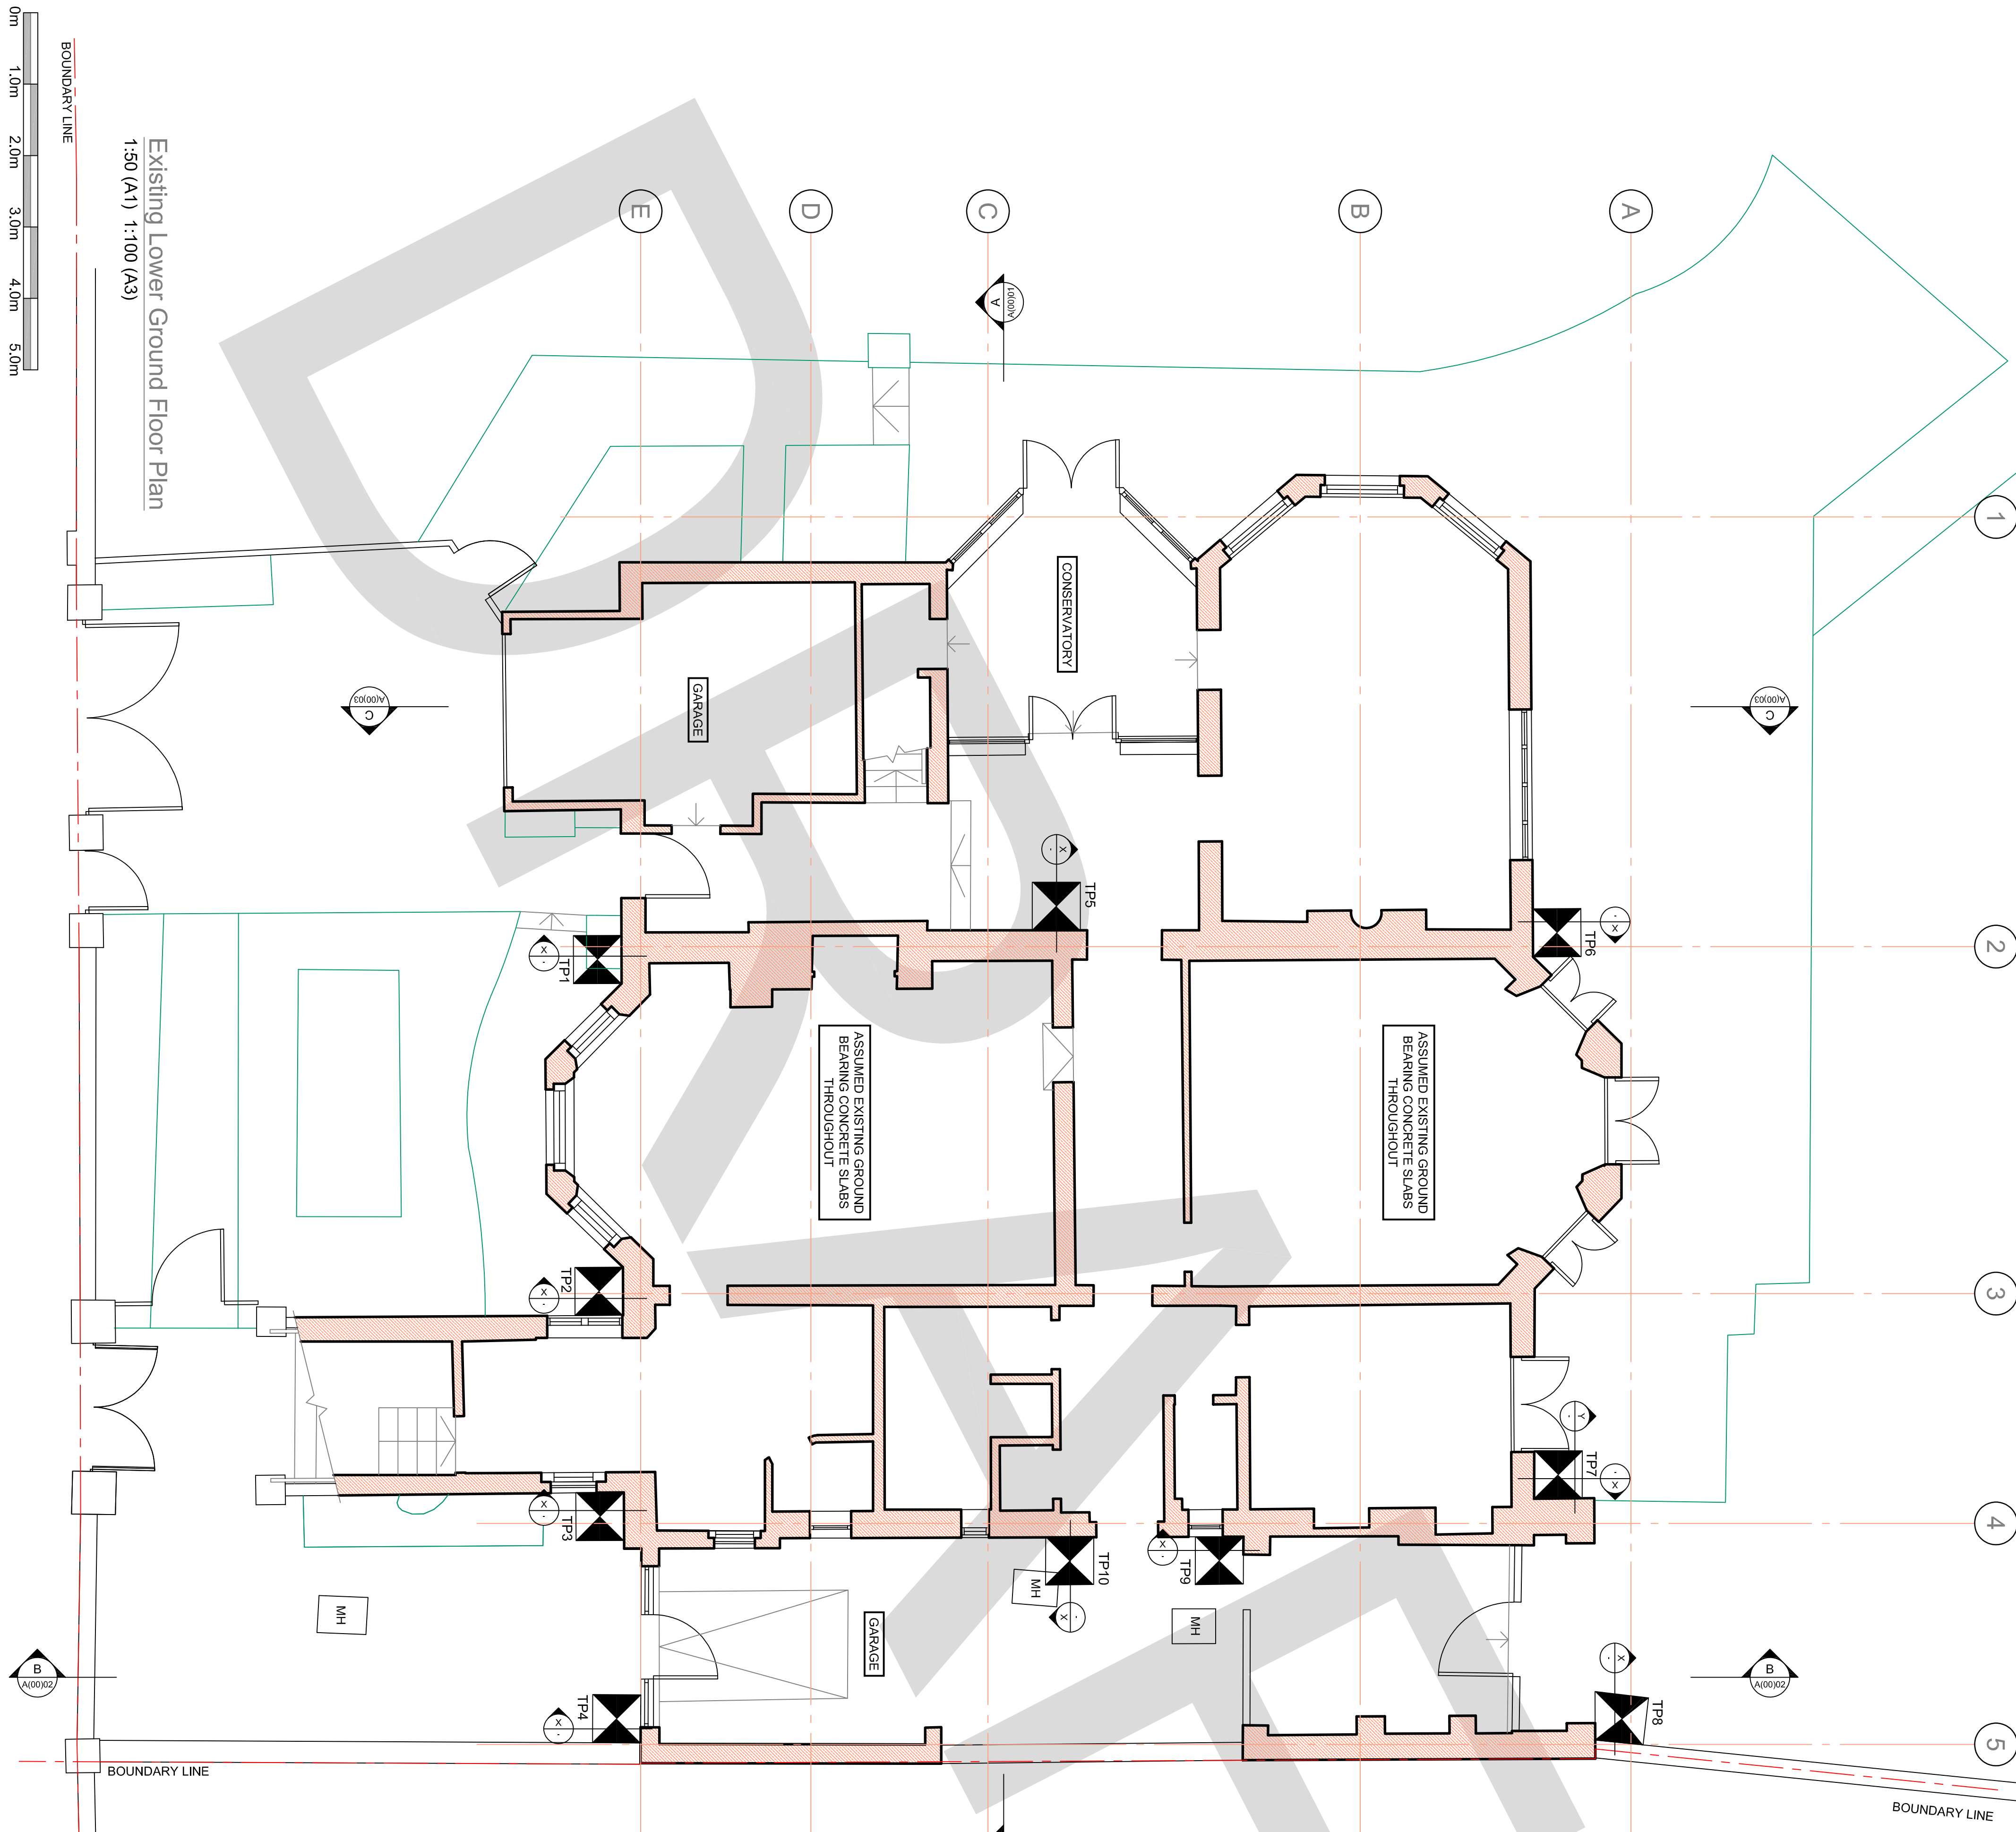 Existing Lower Ground Floor Plan
1:50 (A1) 1:100 (A3)
0m
1.0m
2.0m
3.0m
4.0m
5.0m
BOUNDARY LINE
E
D
C
B
A
1
2
3
4
5
A
A(00)01
C
A(00)03
C
A(00)03
B
A(00)02
B
A(00)02
CONSERVATORY
GARAGE
ASSUMED EXISTING GROUND
BEARING CONCRETE SLABS
THROUGHOUT
ASSUMED EXISTING GROUND
BEARING CONCRETE SLABS
THROUGHOUT
TP1
X
-
TP2
X
-
TP3
X
-
TP4
X
-
TP5
X
-
TP6
X
-
TP7
X
-
Y
-
TP8
X
-
TP9
X
-
TP10
X
-
MH
MH
MH
GARAGE
BOUNDARY LINE
BOUNDARY LINE
DRAFT